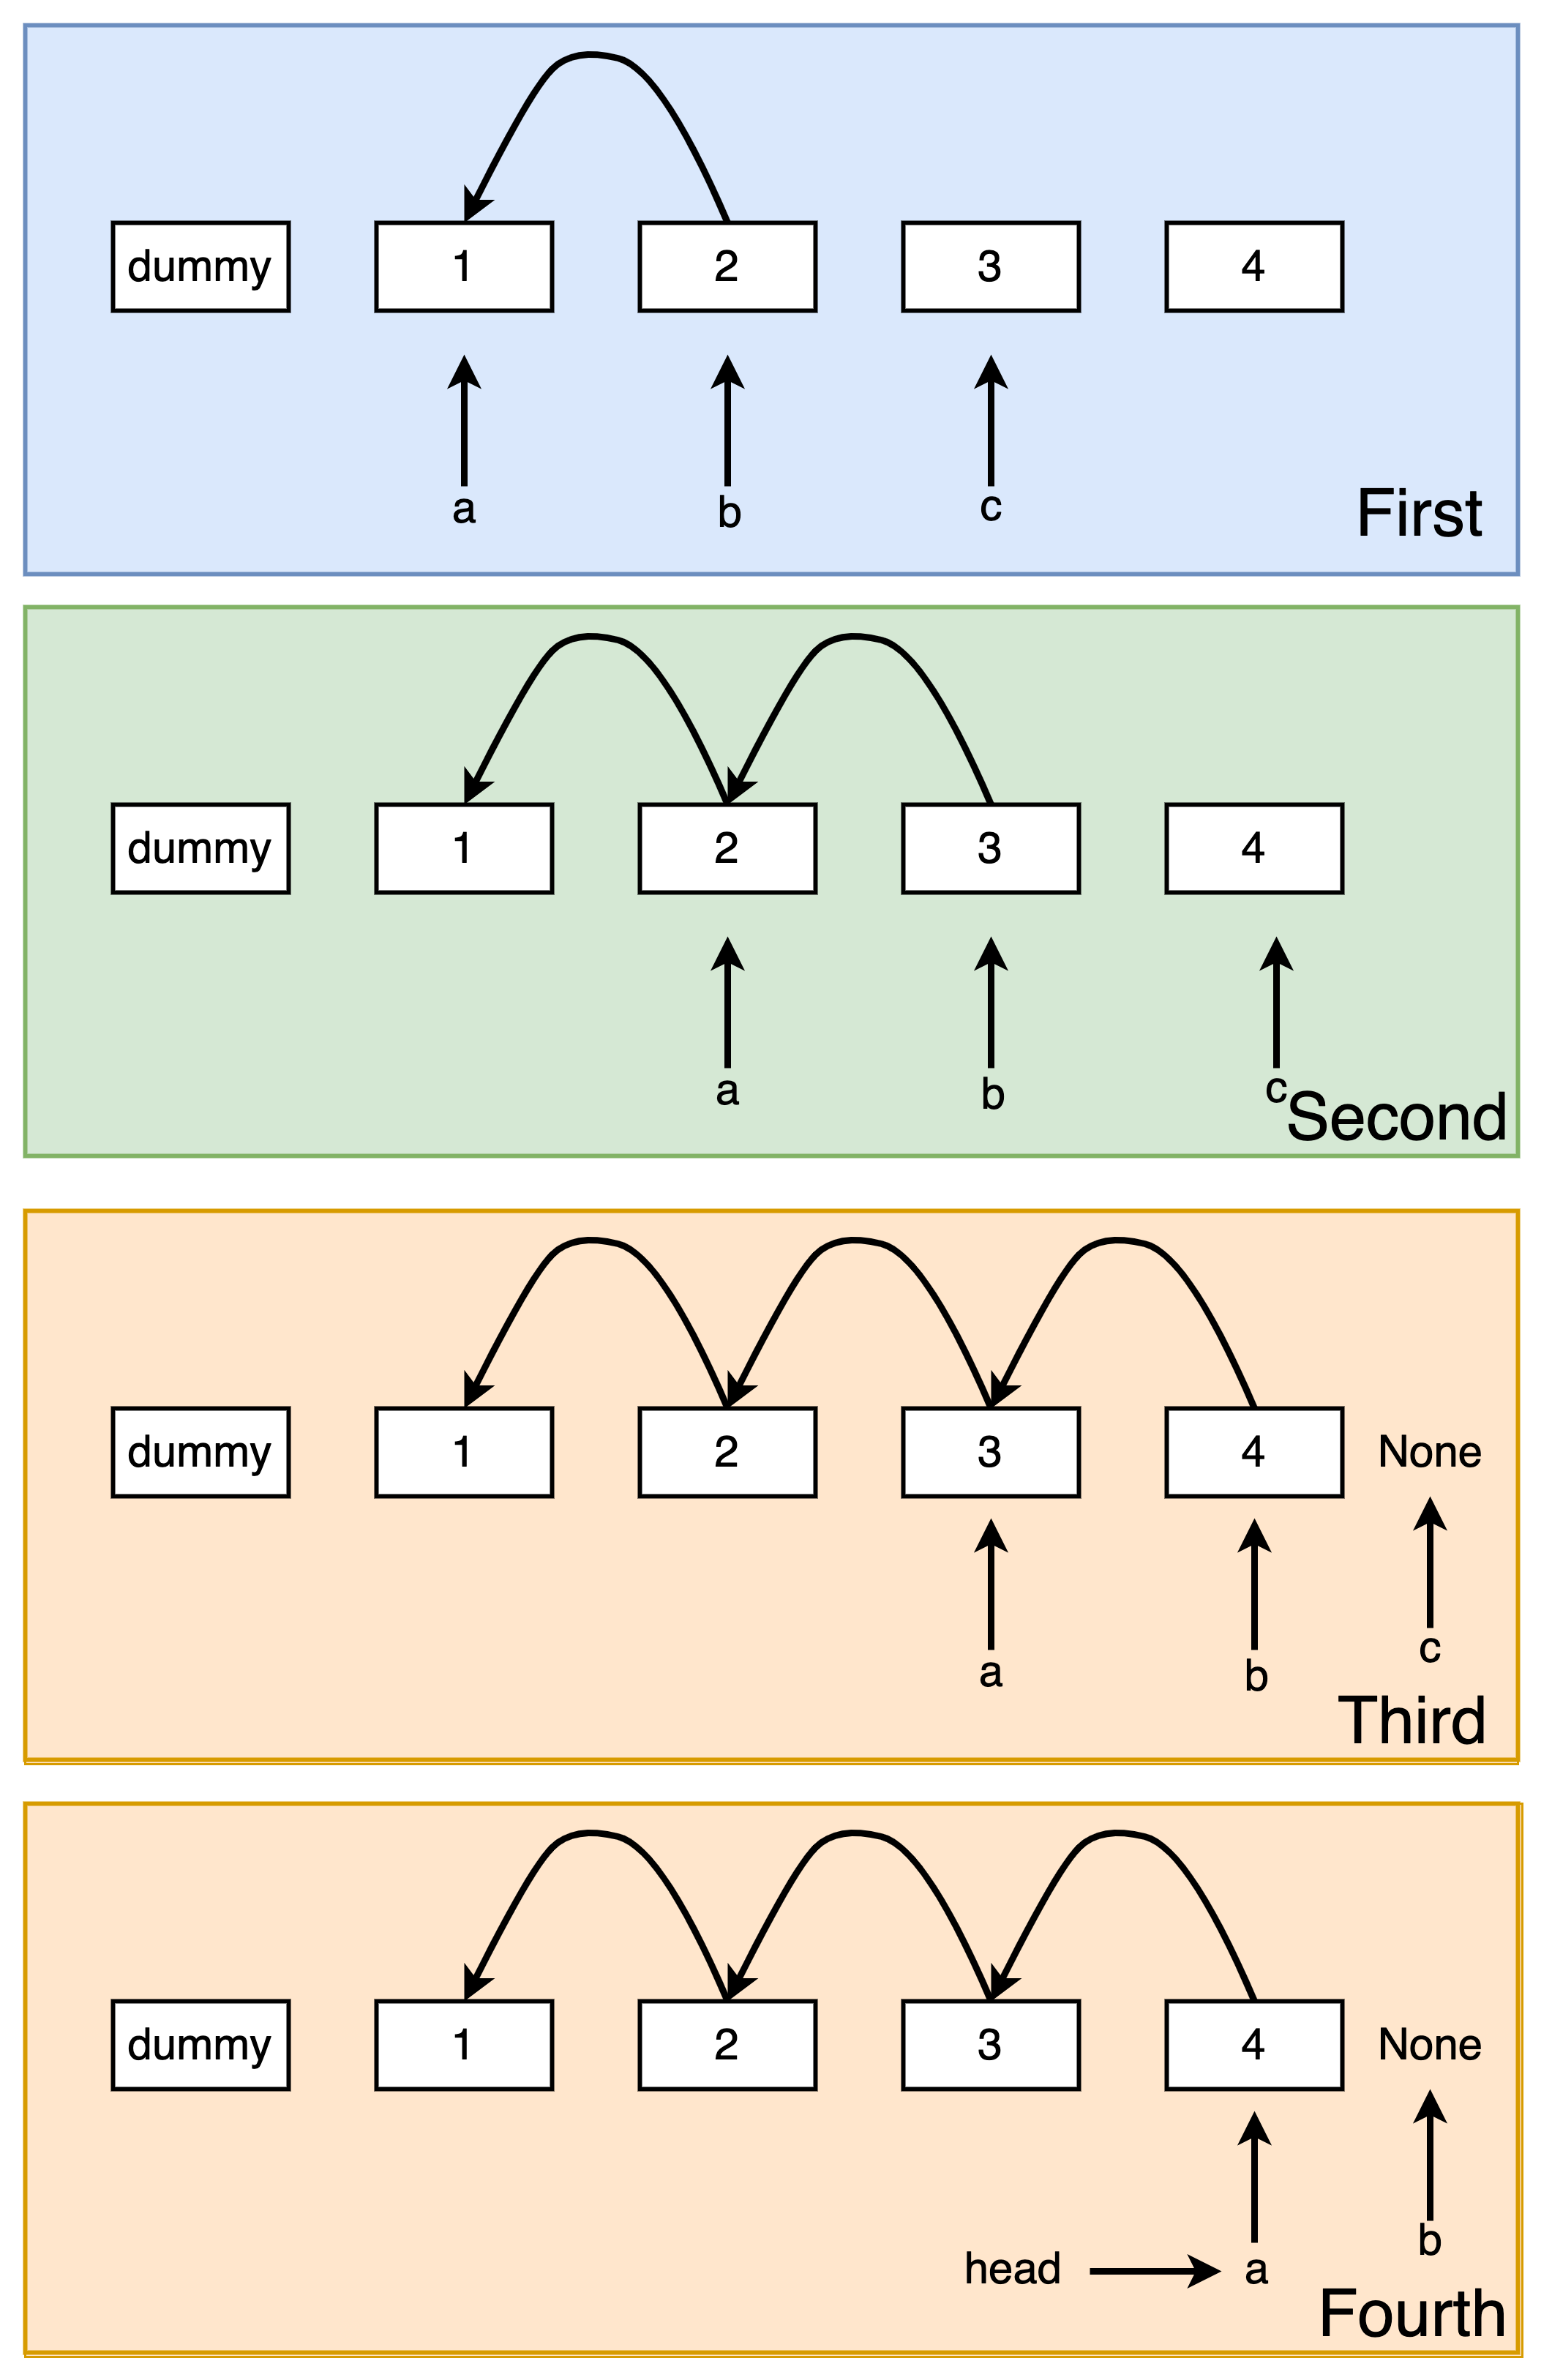 dummy 1 2 3 4
a b c
First
dummy 1 2 3 4
a b c
Second
dummy 1 2 3 4 None
a b c
Third
dummy 1 2 3 4 None
b
head a
Fourth